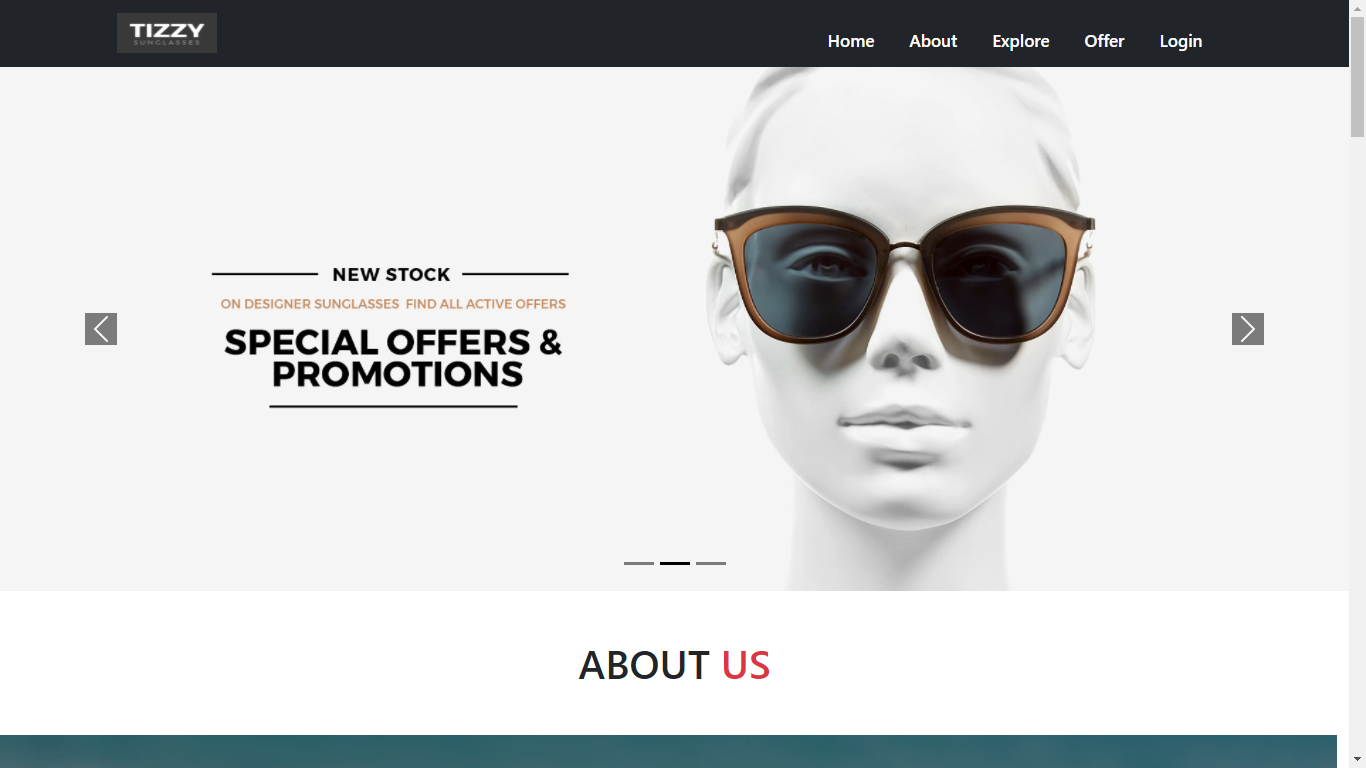 TIZZY
SUNGLASSES
Home About Explore Offer Login
NEW STOCK
ON DESIGNER SUNGLASSES FIND ALL ACTIVE OFFERS
SPECIAL OFFERS &
PROMOTIONS
ABOUT US